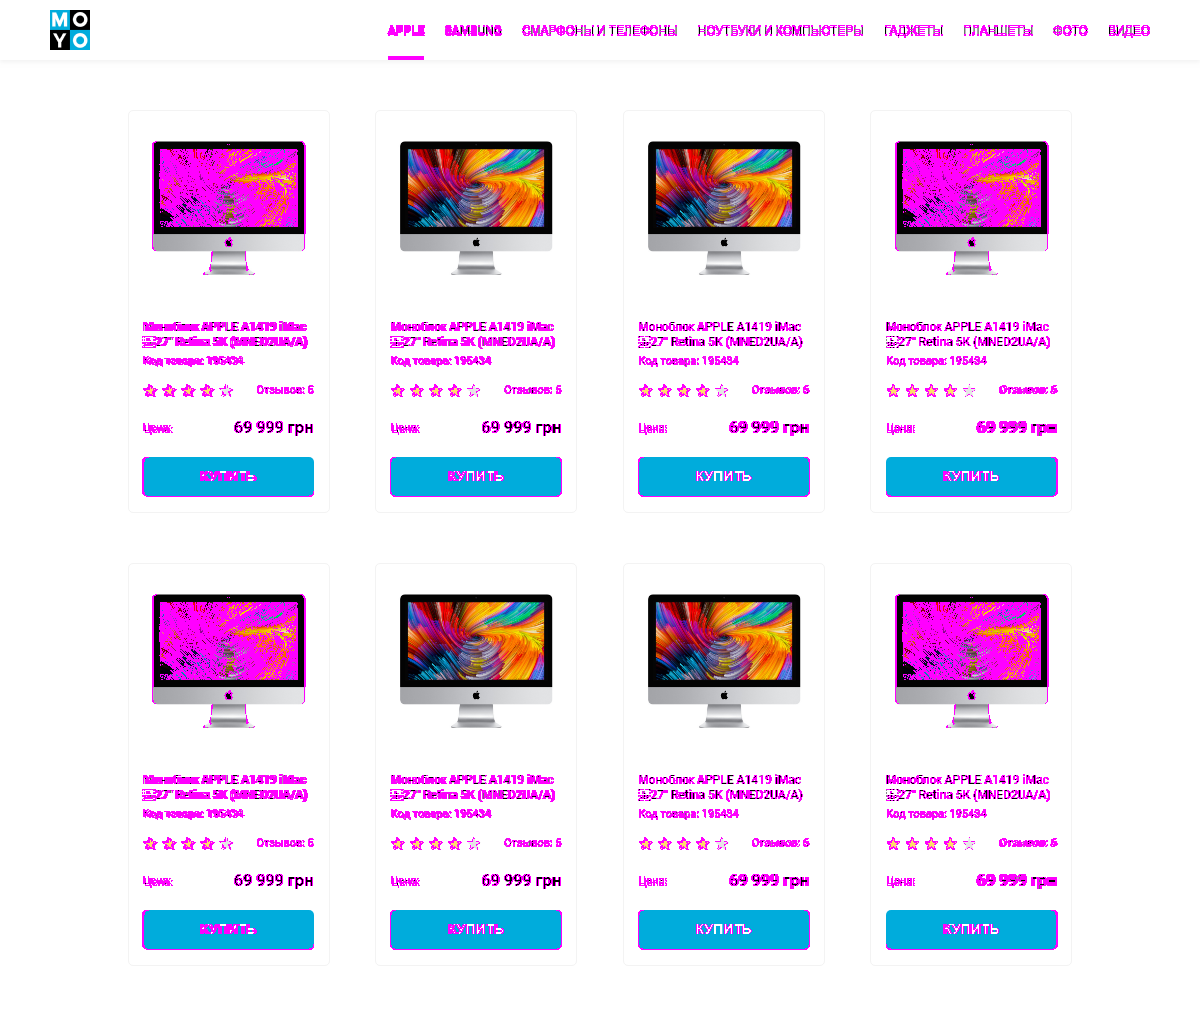 MO
YO
APPLE SAMSUNG СМАРФОНЫ И ТЕЛЕФОНЫ НОУТБУКИ И КОМПЬЮТЕРЫ ГАДЖЕТЫ ПЛАНШЕТЫ ФОТО ВИДЕО
Моноблок APPLE A1419 iMac
27" Retina 5K (MNED2UA/A)
Код товара: 195434
Отзывов: 6
Цена: 69 999 грн
КУПИТЬ
Моноблок APPLE A1419 iMac
27" Retina 5K (MNED2UA/A)
Код товара: 195434
Отзывов: 6
Цена: 69 999 грн
КУПИТЬ
Моноблок APPLE A1419 iMac
27" Retina 5K (MNED2UA/A)
Код товара: 195434
Отзывов: 6
Цена: 69 999 грн
КУПИТЬ
Моноблок APPLE A1419 iMac
27" Retina 5K (MNED2UA/A)
Код товара: 195434
Отзывов: 6
Цена: 69 999 грн
КУПИТЬ
Моноблок APPLE A1419 iMac
27" Retina 5K (MNED2UA/A)
Код товара: 195434
Отзывов: 6
Цена: 69 999 грн
КУПИТЬ
Моноблок APPLE A1419 iMac
27" Retina 5K (MNED2UA/A)
Код товара: 195434
Отзывов: 6
Цена: 69 999 грн
КУПИТЬ
Моноблок APPLE A1419 iMac
27" Retina 5K (MNED2UA/A)
Код товара: 195434
Отзывов: 6
Цена: 69 999 грн
КУПИТЬ
Моноблок APPLE A1419 iMac
27" Retina 5K (MNED2UA/A)
Код товара: 195434
Отзывов: 6
Цена: 69 999 грн
КУПИТЬ